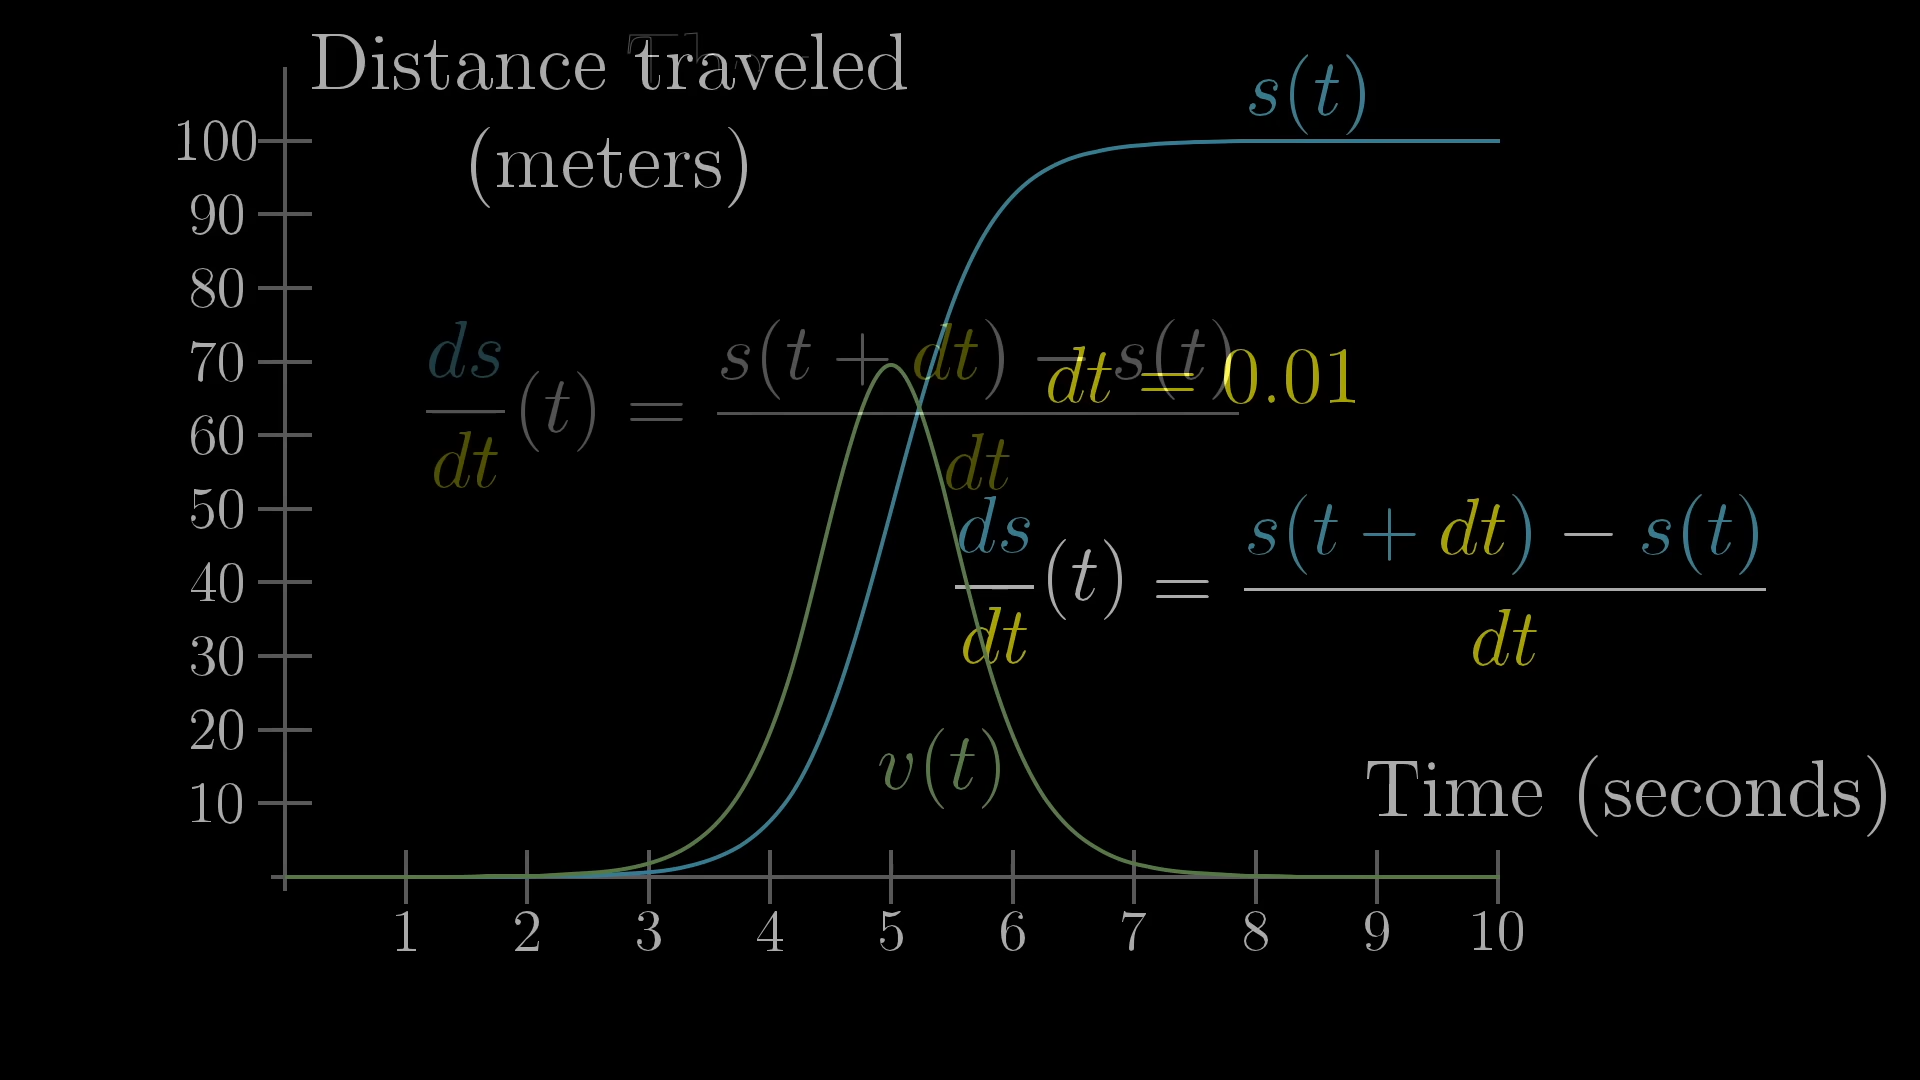 Distance traveled
(meters)
s(t)
100
90
80
70
60
50
40
30
20
10
ds/dt (t) = s(t + dt) − s(t) / dt
dt = 0.01
ds/dt (t) = s(t + dt) − s(t) / dt
v(t)
Time (seconds)
1 2 3 4 5 6 7 8 9 10